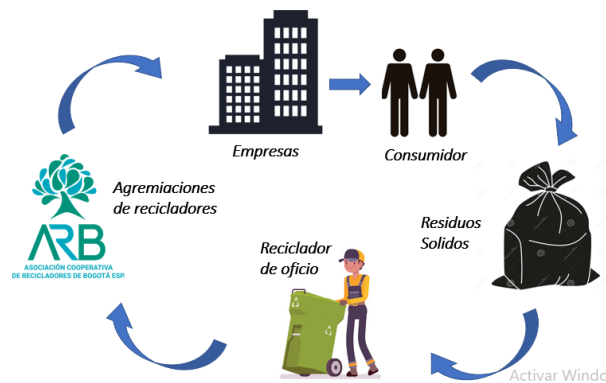 Empresas
Consumidor
Agremiaciones
de recicladores
ARB
ASOCIACIÓN COOPERATIVA
DE RECICLADORES DE BOGOTÁ ESP.
Residuos
Solidos
Reciclador
de oficio
Activar Windo